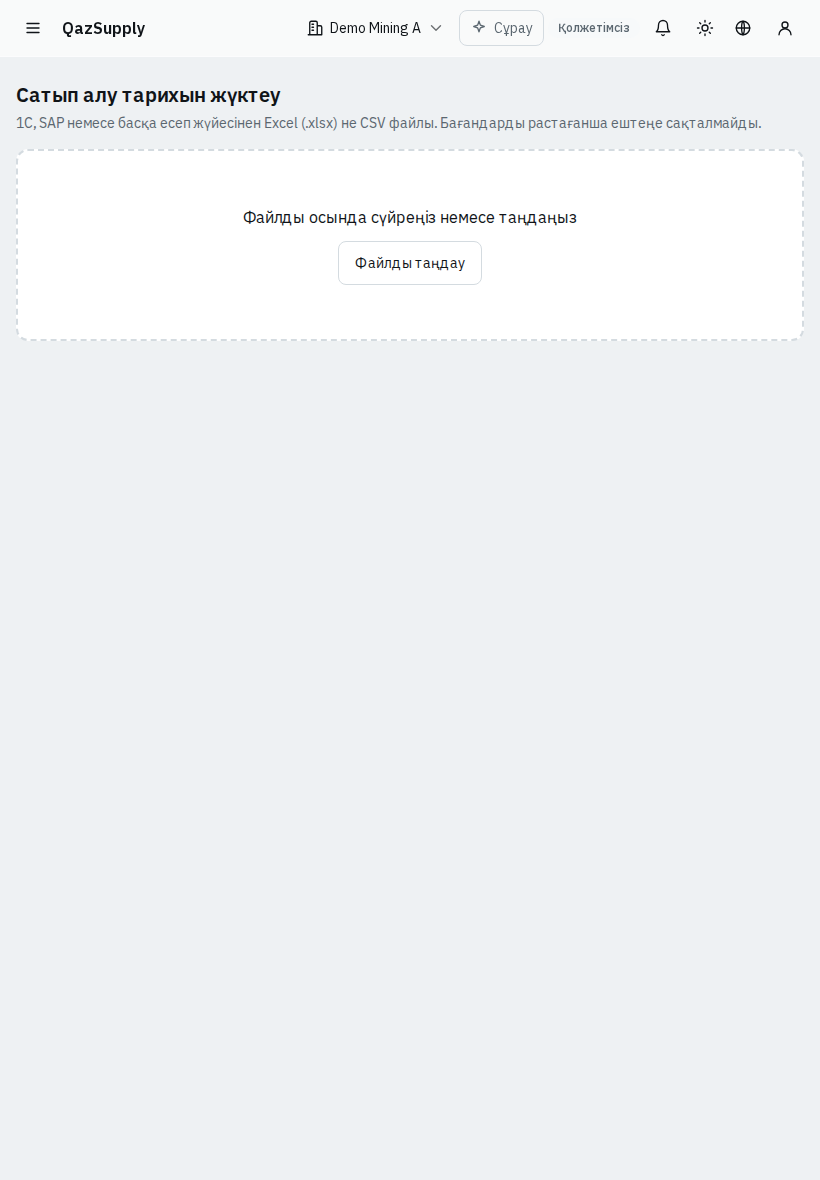 QazSupply
Demo Mining A
Сұрау
Қолжетімсіз
Сатып алу тарихын жүктеу
1С, SAP немесе басқа есеп жүйесінен Excel (.xlsx) не CSV файлы. Бағандарды растағанша ештеңе сақталмайды.
Файлды осында сүйреңіз немесе таңдаңыз
Файлды таңдау